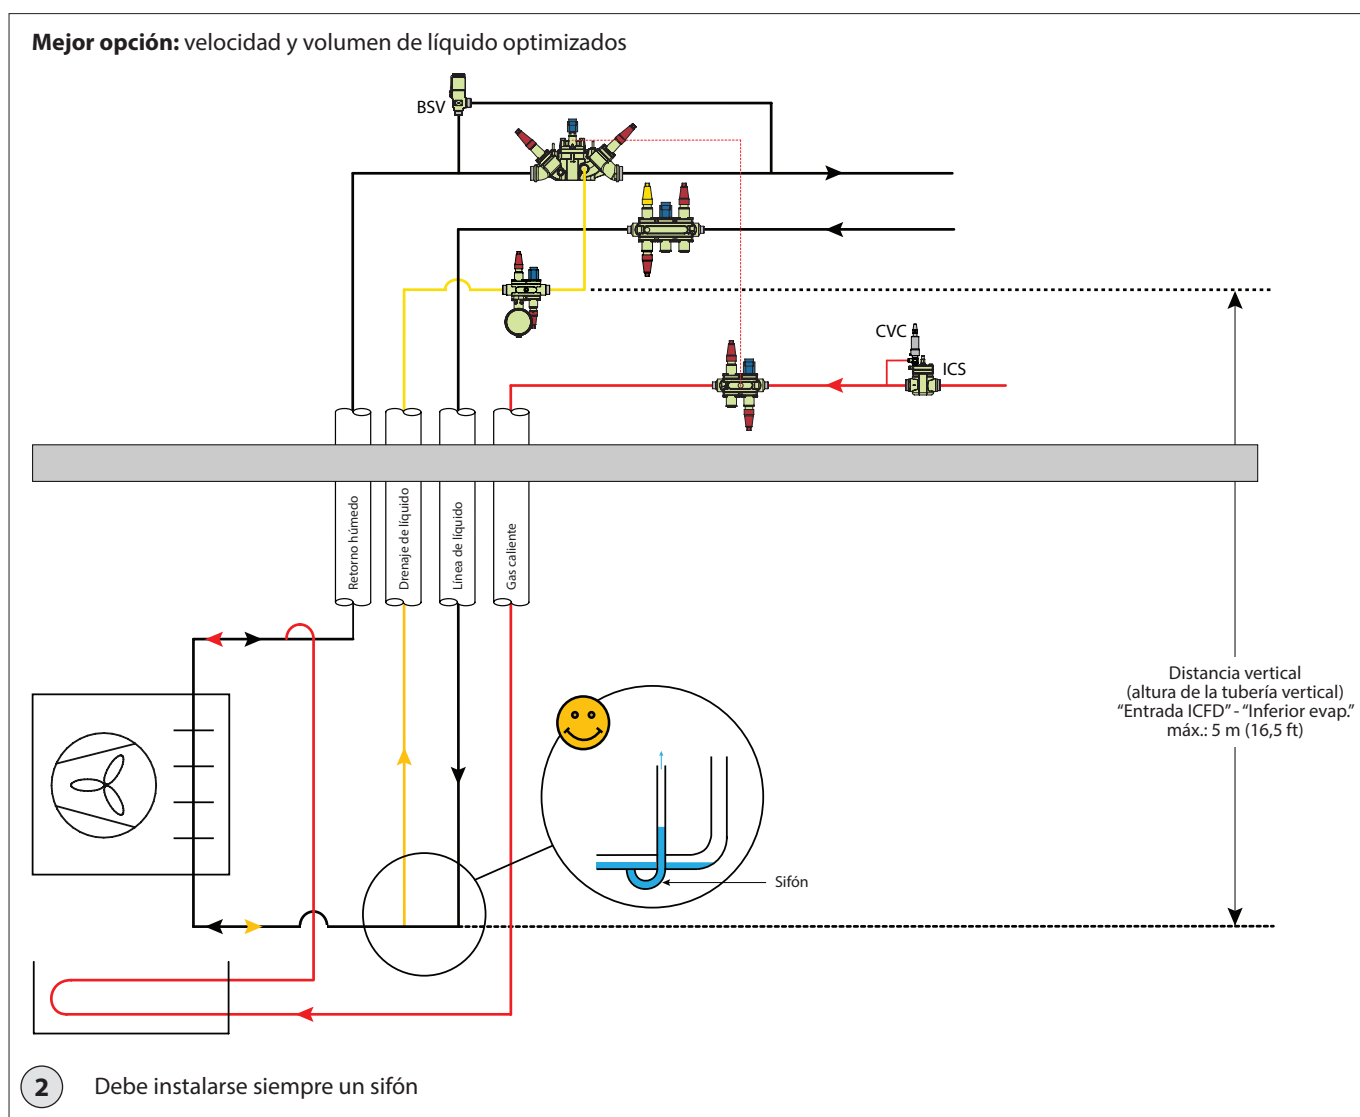 Mejor opción: velocidad y volumen de líquido optimizados
BSV
CVC
ICS
Retorno húmedo
Drenaje de líquido
Línea de líquido
Gas caliente
Distancia vertical
(altura de la tubería vertical)
“Entrada ICFD” - “Inferior evap.”
máx.: 5 m (16,5 ft)
Sifón
2 Debe instalarse siempre un sifón